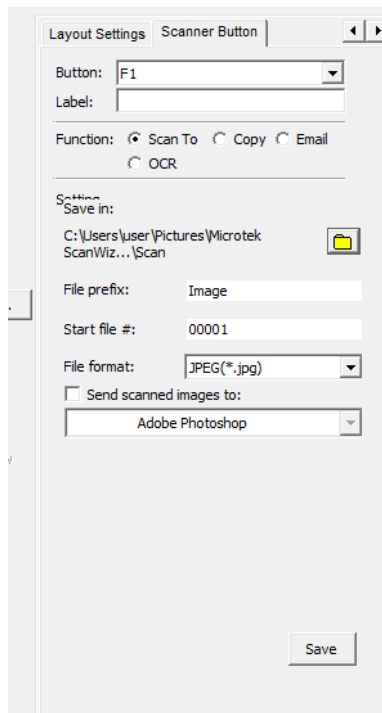 Layout Settings Scanner Button
Button: F1
Label:
Function: Scan To Copy Email
OCR
Setting
Save in:
C:\Users\user\Pictures\Microtek
ScanWiz...\Scan
File prefix: Image
Start file #: 00001
File format: JPEG(*.jpg)
Send scanned images to:
Adobe Photoshop
Save